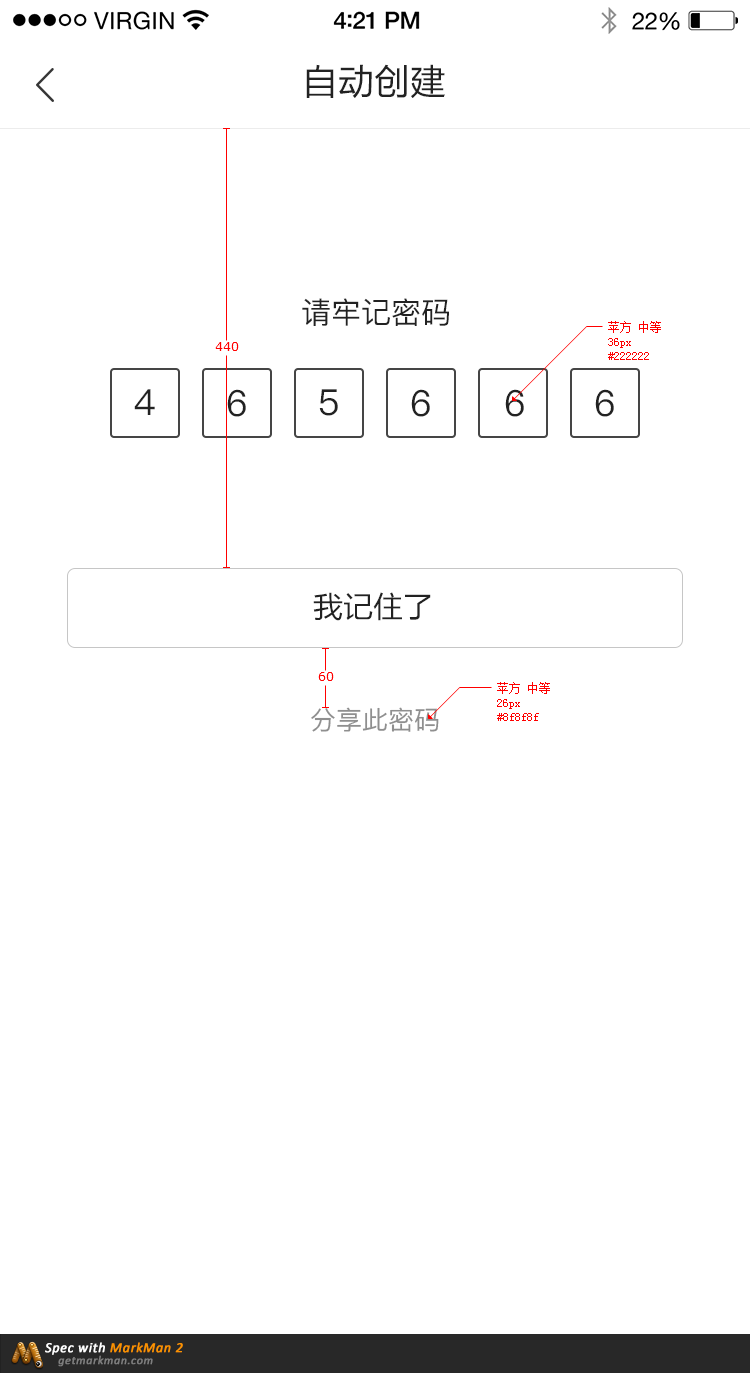 VIRGIN 4:21 PM 22%
自动创建
请牢记密码
苹方 中等
36px
#222222
440
4 6 5 6 6 6
我记住了
60
苹方 中等
26px
#8f8f8f
分享此密码
Spec with MarkMan 2
getmarkman.com